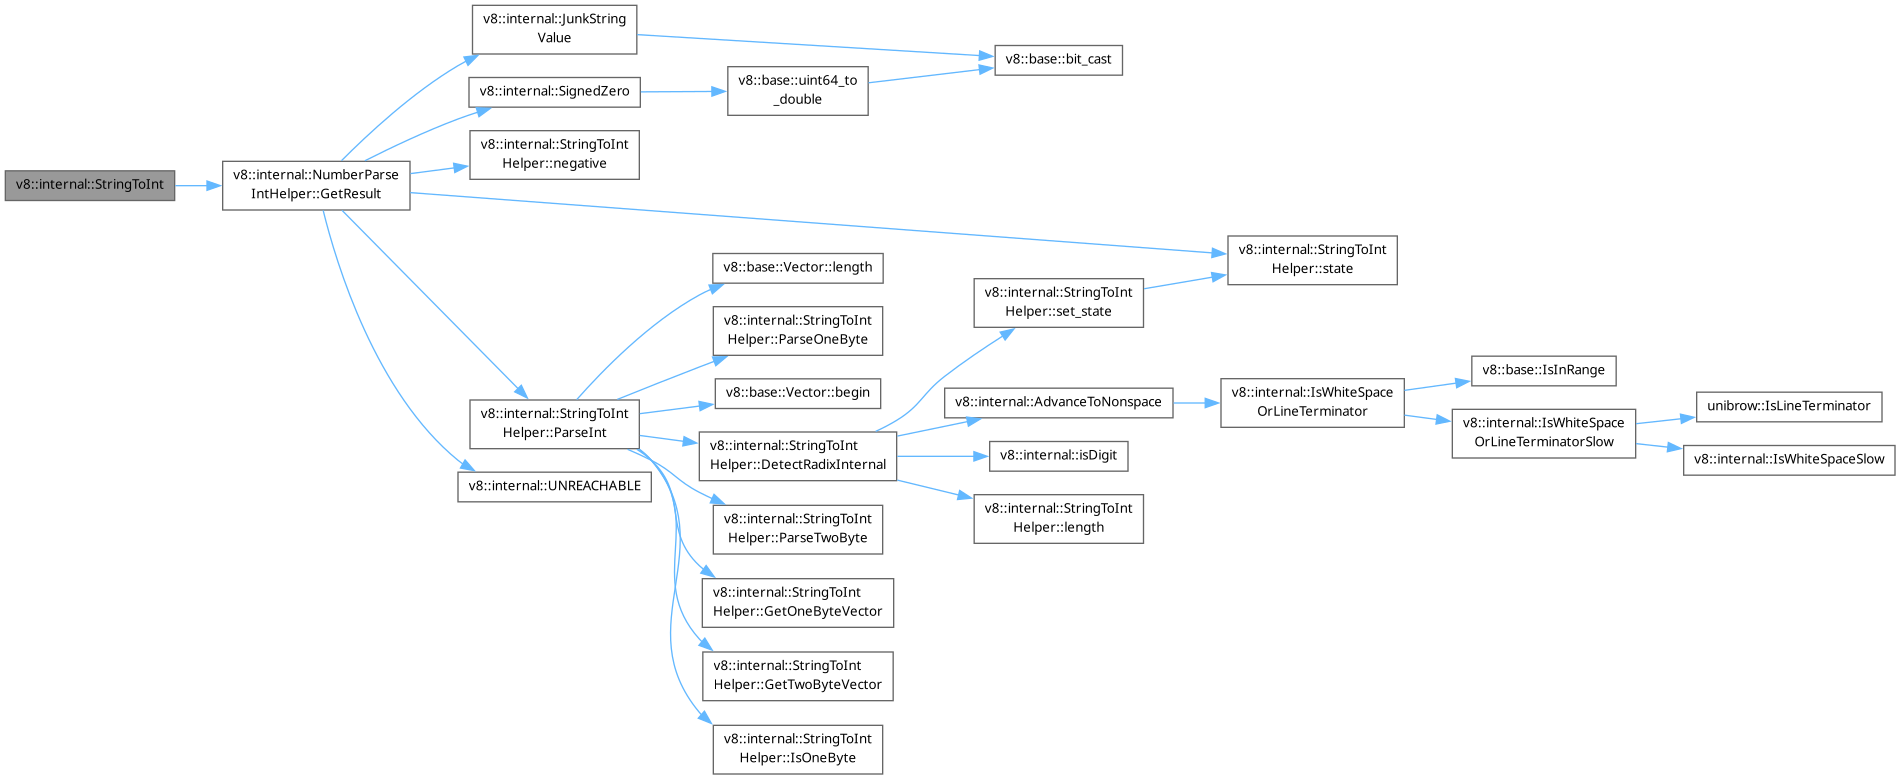 v8::internal::StringToInt
v8::internal::NumberParse
IntHelper::GetResult
v8::internal::JunkString
Value
v8::internal::SignedZero
v8::internal::StringToInt
Helper::negative
v8::base::uint64_to
_double
v8::base::bit_cast
v8::internal::StringToInt
Helper::state
v8::internal::StringToInt
Helper::ParseInt
v8::internal::UNREACHABLE
v8::base::Vector::length
v8::internal::StringToInt
Helper::ParseOneByte
v8::base::Vector::begin
v8::internal::StringToInt
Helper::DetectRadixInternal
v8::internal::StringToInt
Helper::ParseTwoByte
v8::internal::StringToInt
Helper::GetOneByteVector
v8::internal::StringToInt
Helper::GetTwoByteVector
v8::internal::StringToInt
Helper::IsOneByte
v8::internal::StringToInt
Helper::set_state
v8::internal::AdvanceToNonspace
v8::internal::isDigit
v8::internal::StringToInt
Helper::length
v8::internal::IsWhiteSpace
OrLineTerminator
v8::base::IsInRange
v8::internal::IsWhiteSpace
OrLineTerminatorSlow
unibrow::IsLineTerminator
v8::internal::IsWhiteSpaceSlow